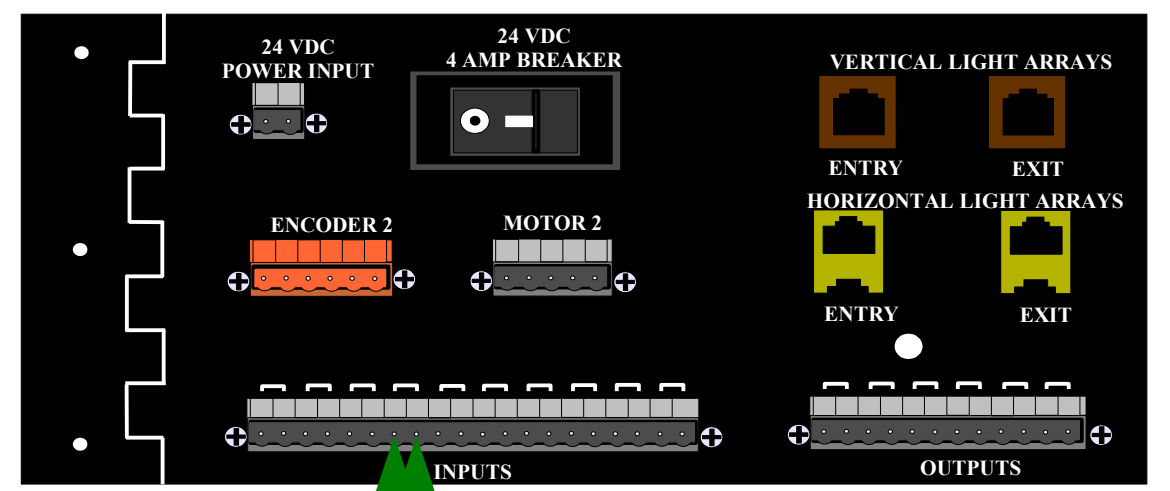 24 VDC
POWER INPUT
24 VDC
4 AMP BREAKER
VERTICAL LIGHT ARRAYS
ENTRY
EXIT
HORIZONTAL LIGHT ARRAYS
ENCODER 2
MOTOR 2
ENTRY
EXIT
INPUTS
OUTPUTS